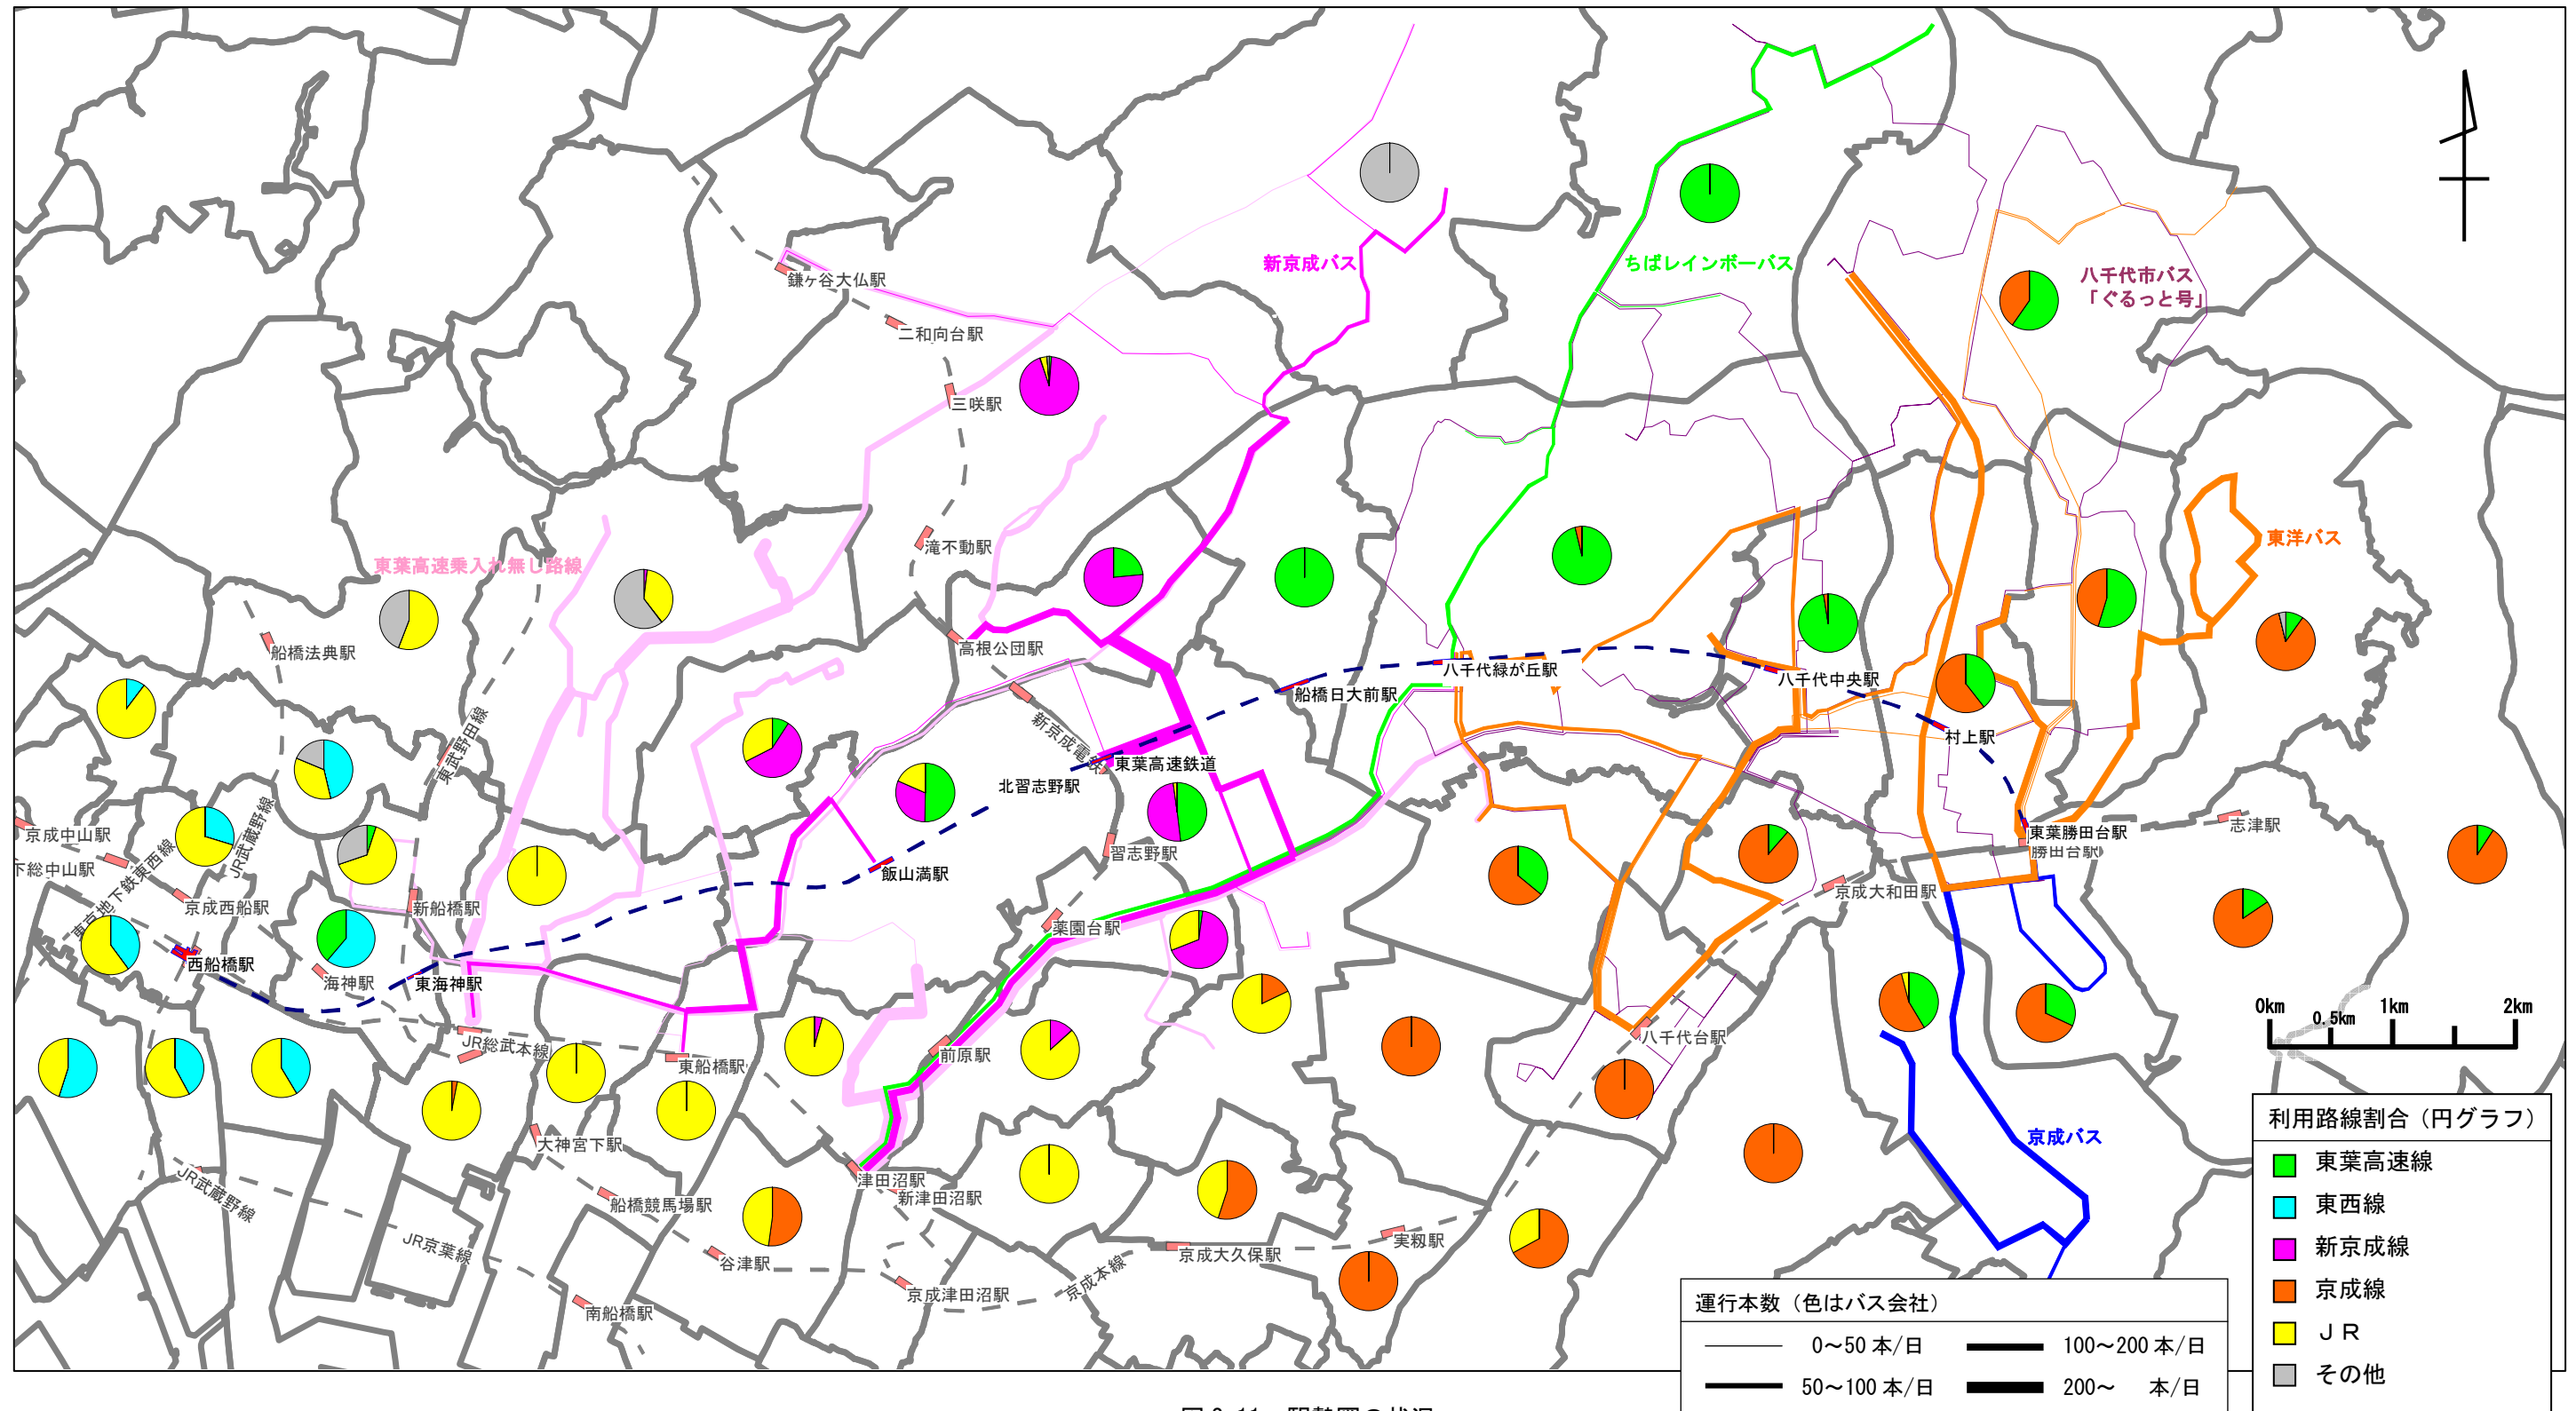 新京成バス
ちばレインボーバス
八千代市バス
「ぐるっと号」
鎌ヶ谷大仏駅
二和向台駅
三咲駅
滝不動駅
東葉高速乗入れ無し路線
東洋バス
船橋法典駅
高根公団駅
八千代緑が丘駅
八千代中央駅
船橋日大前駅
新京成電鉄
東武野田線
村上駅
東葉高速鉄道
北習志野駅
京成中山駅
下総中山駅
JR武蔵野線
東京地下鉄東西線
習志野駅
飯山満駅
東葉勝田台駅
勝田台駅
志津駅
京成大和田駅
京成西船駅
新船橋駅
薬園台駅
西船橋駅
海神駅
東海神駅
JR総武本線
東船橋駅
前原駅
八千代台駅
0km
0.5km
1km
2km
大神宮下駅
京成バス
JR武蔵野線
船橋競馬場駅
津田沼駅
新津田沼駅
JR京葉線
谷津駅
京成大久保駅
実籾駅
京成本線
京成津田沼駅
南船橋駅
利用路線割合（円グラフ）
東葉高速線
東西線
新京成線
京成線
ＪＲ
その他
運行本数（色はバス会社）
0～50 本/日
100～200 本/日
50～100 本/日
200～ 本/日